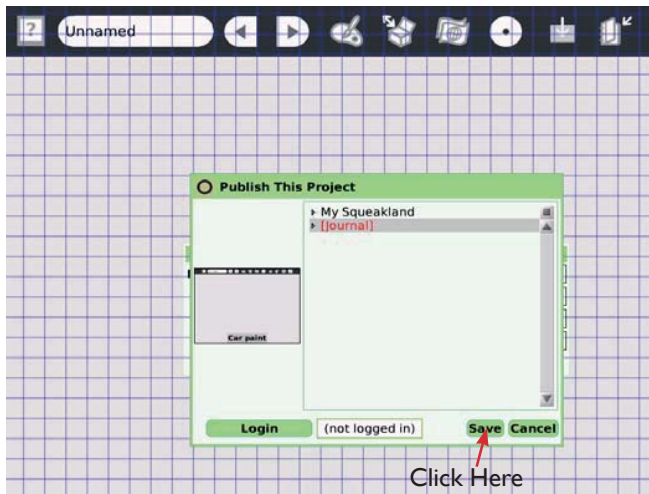 ?
Unnamed
Publish This Project
My Squeakland
[Journal]
Car paint
Login
(not logged in)
Save
Cancel
Click Here